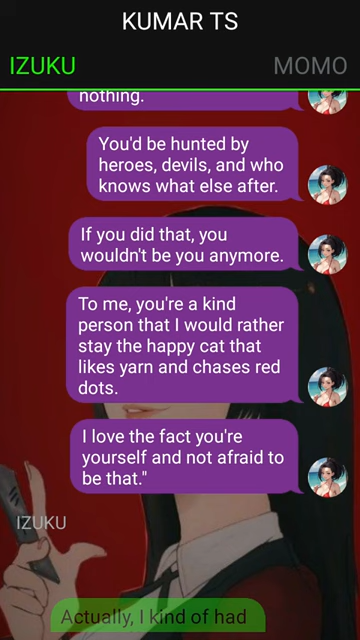 KUMAR TS
IZUKU
MOMO
nothing.
You'd be hunted by
heroes, devils, and who
knows what else after.
If you did that, you
wouldn't be you anymore.
To me, you're a kind
person that I would rather
stay the happy cat that
likes yarn and chases red
dots.
I love the fact you're
yourself and not afraid to
be that."
IZUKU
Actually, I kind of had